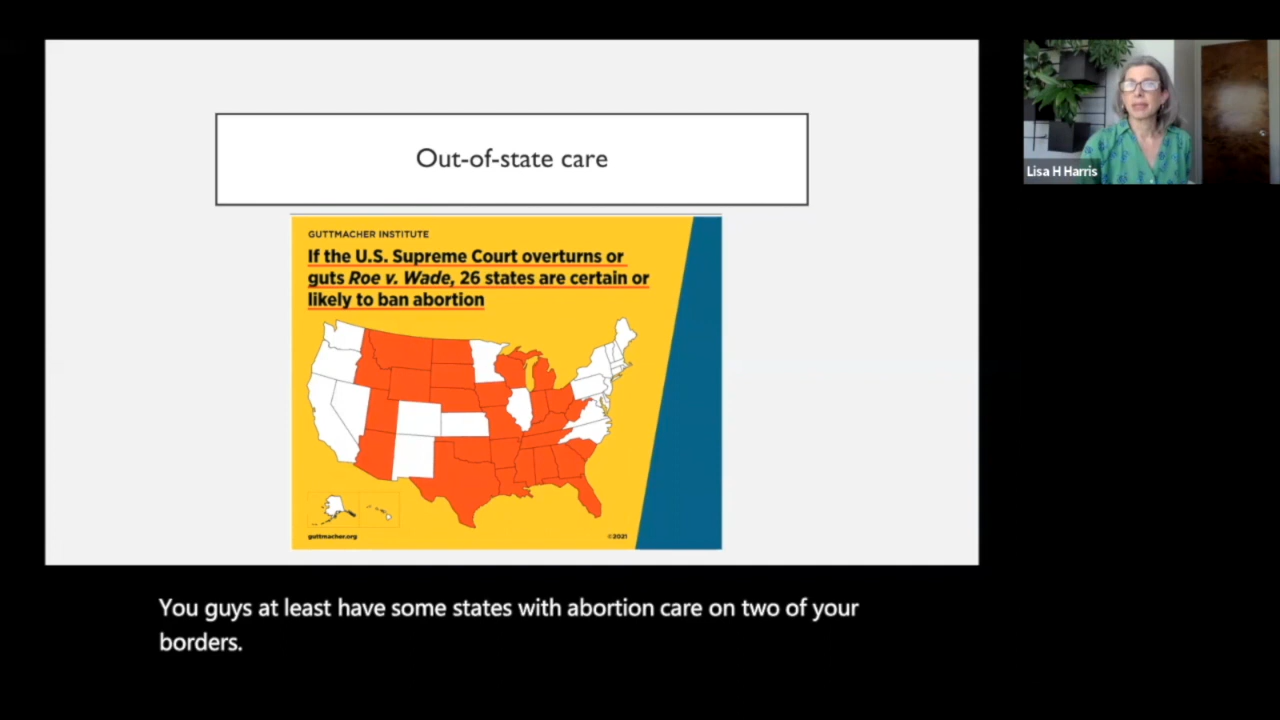 Out-of-state care
GUTTMACHER INSTITUTE
If the U.S. Supreme Court overturns or
guts Roe v. Wade, 26 states are certain or
likely to ban abortion
guttmacher.org
©2021
Lisa H Harris
You guys at least have some states with abortion care on two of your
borders.